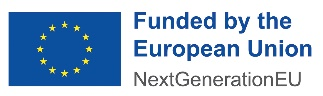 Funded by the
European Union
NextGenerationEU